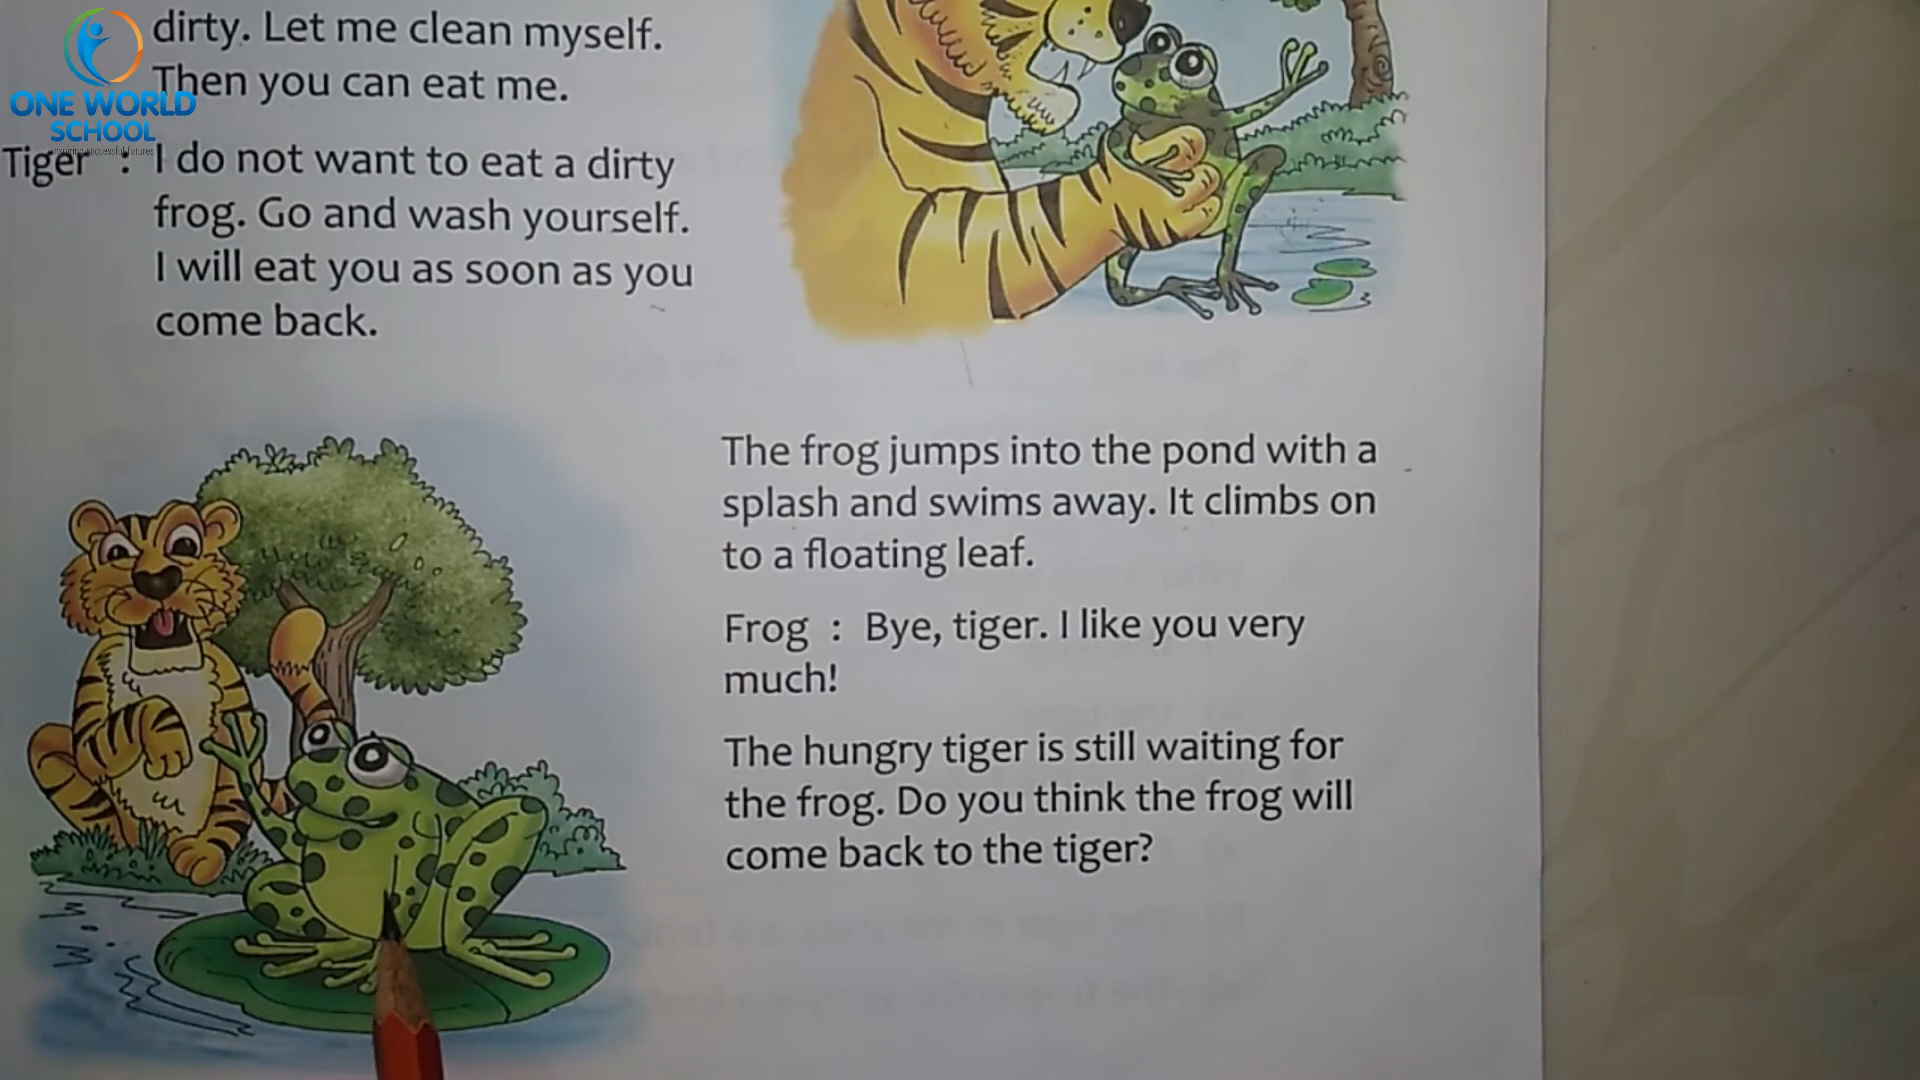 dirty. Let me clean myself.
Then you can eat me.
ONE WORLD
SCHOOL
inspiring successful futures
Tiger : I do not want to eat a dirty
frog. Go and wash yourself.
I will eat you as soon as you
come back.
The frog jumps into the pond with a
splash and swims away. It climbs on
to a floating leaf.
Frog : Bye, tiger. I like you very
much!
The hungry tiger is still waiting for
the frog. Do you think the frog will
come back to the tiger?